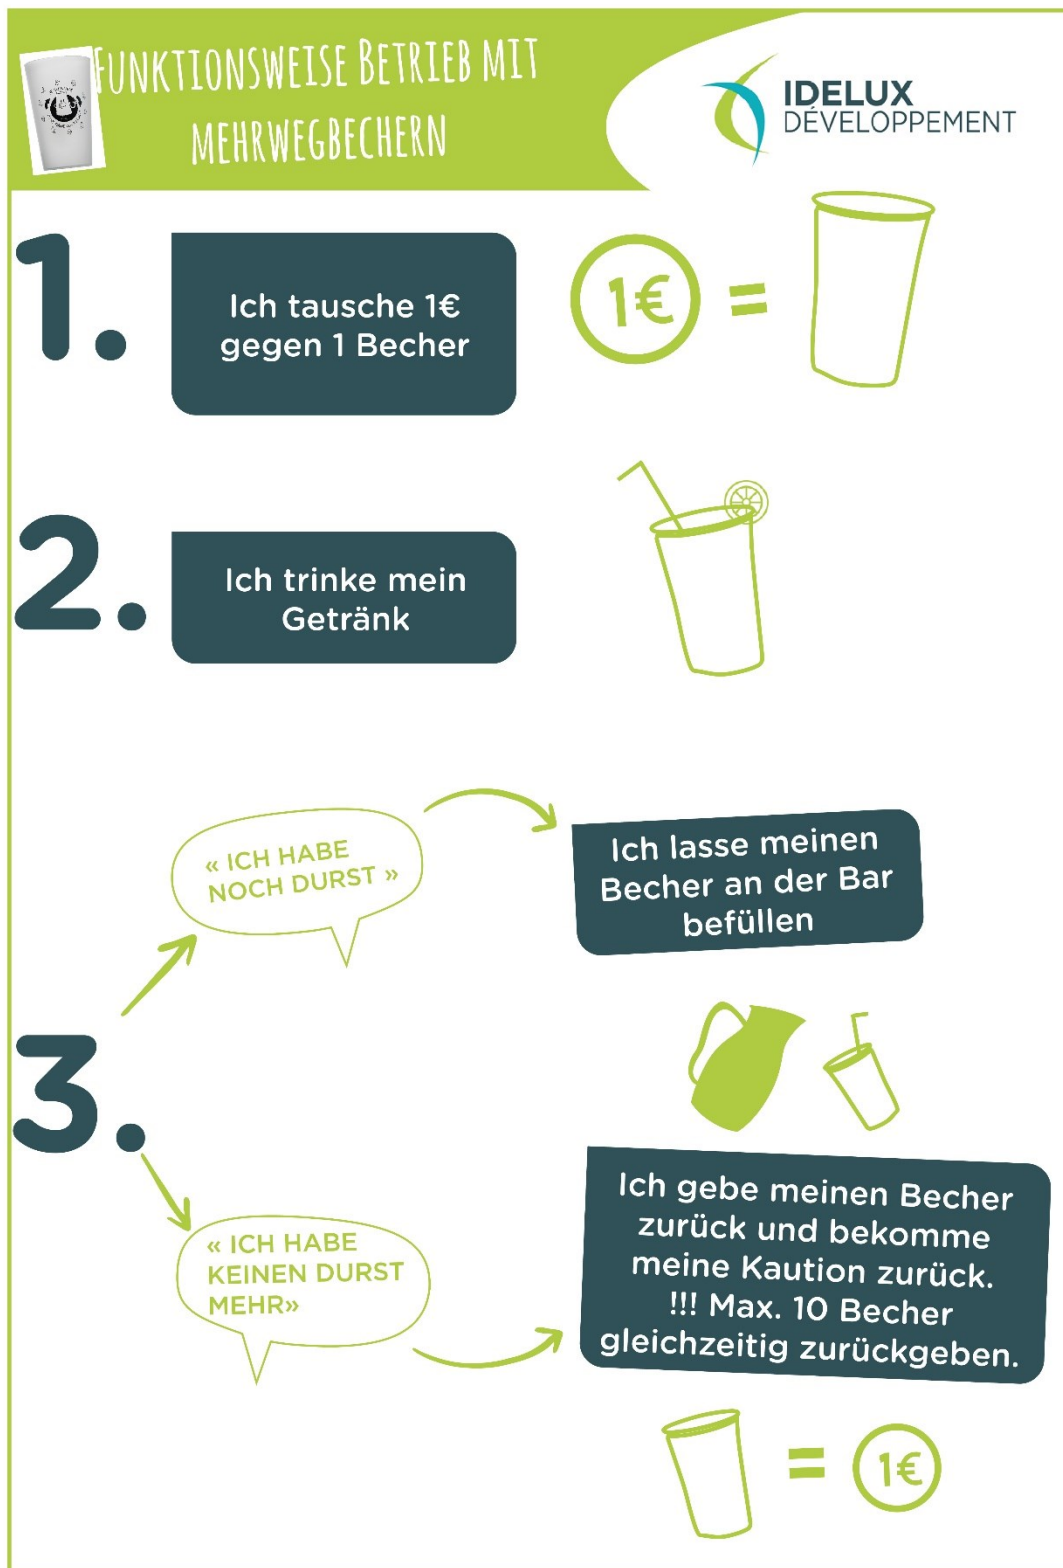 FUNKTIONSWEISE BETRIEB MIT
MEHRWEGBECHERN
IDELUX
DÉVELOPPEMENT
1.
Ich tausche 1€
gegen 1 Becher
1€ =
2.
Ich trinke mein
Getränk
3.
« ICH HABE
NOCH DURST »
Ich lasse meinen
Becher an der Bar
befüllen
« ICH HABE
KEINEN DURST
MEHR»
Ich gebe meinen Becher
zurück und bekomme
meine Kaution zurück.
!!! Max. 10 Becher
gleichzeitig zurückgeben.
= 1€